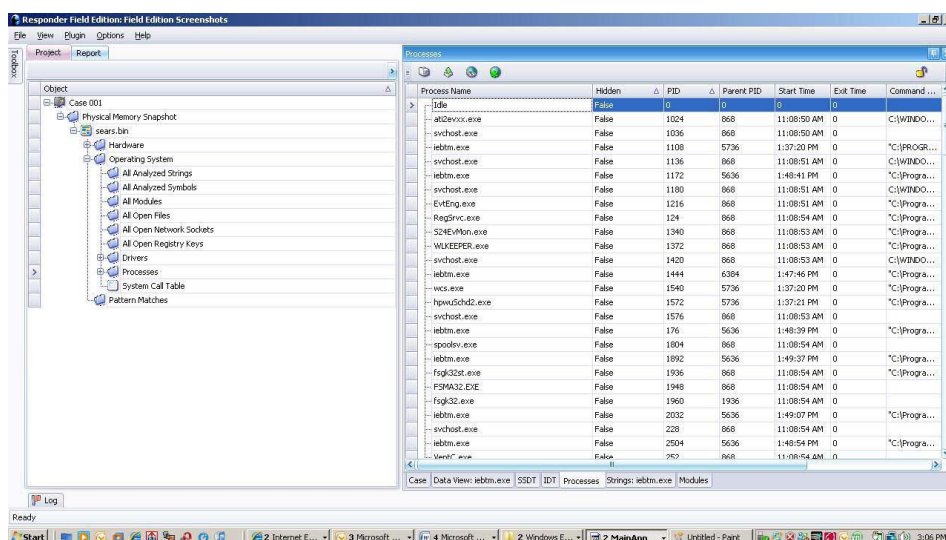 Responder Field Edition: Field Edition Screenshots
File View Plugin Options Help
Toolbox
Project Report
Object
Case 001
Physical Memory Snapshot
sears.bin
Hardware
Operating System
All Analyzed Strings
All Analyzed Symbols
All Modules
All Open Files
All Open Network Sockets
All Open Registry Keys
Drivers
Processes
System Call Table
Pattern Matches
Processes
Process Name Hidden PID Parent PID Start Time Exit Time Command ...
Idle False 0 0 0 0
ati2evxx.exe False 1024 868 11:08:50 AM 0 C:\WINDO...
svchost.exe False 1036 868 11:08:50 AM 0
iebtm.exe False 1108 5736 1:37:20 PM 0 "C:\PROGR...
svchost.exe False 1136 868 11:08:51 AM 0 C:\WINDO...
iebtm.exe False 1172 5636 1:48:41 PM 0 "C:\Progra...
svchost.exe False 1180 868 11:08:51 AM 0 C:\WINDO...
EvtEng.exe False 1216 868 11:08:51 AM 0 "C:\Progra...
RegSrvc.exe False 124 868 11:08:54 AM 0 "C:\Progra...
S24EvMon.exe False 1340 868 11:08:53 AM 0 "C:\Progra...
WLKEEPER.exe False 1372 868 11:08:53 AM 0 "C:\Progra...
svchost.exe False 1420 868 11:08:53 AM 0 C:\WINDO...
iebtm.exe False 1444 6384 1:47:46 PM 0 "C:\Progra...
wcs.exe False 1540 5736 1:37:20 PM 0 "C:\Progra...
hpwuSchd2.exe False 1572 5736 1:37:21 PM 0 "C:\Progra...
svchost.exe False 1576 868 11:08:53 AM 0
iebtm.exe False 176 5636 1:48:39 PM 0 "C:\Progra...
spoolsv.exe False 1804 868 11:08:54 AM 0
iebtm.exe False 1892 5636 1:49:37 PM 0 "C:\Progra...
fsgk32st.exe False 1936 868 11:08:54 AM 0 "C:\Progra...
FSMA32.EXE False 1948 868 11:08:54 AM 0
fsgk32.exe False 1960 1936 11:08:54 AM 0
iebtm.exe False 2032 5636 1:49:07 PM 0 "C:\Progra...
svchost.exe False 228 868 11:08:54 AM 0
iebtm.exe False 2504 5636 1:48:54 PM 0 "C:\Progra...
VentC.exe False 252 868 11:08:54 AM 0
Case Data View: iebtm.exe SSDT IDT Processes Strings: iebtm.exe Modules
Log
Ready
Start 2 Internet E... 3 Microsoft ... 4 Microsoft ... 2 Windows E... 2 MainApp Untitled - Paint 3:06 PM